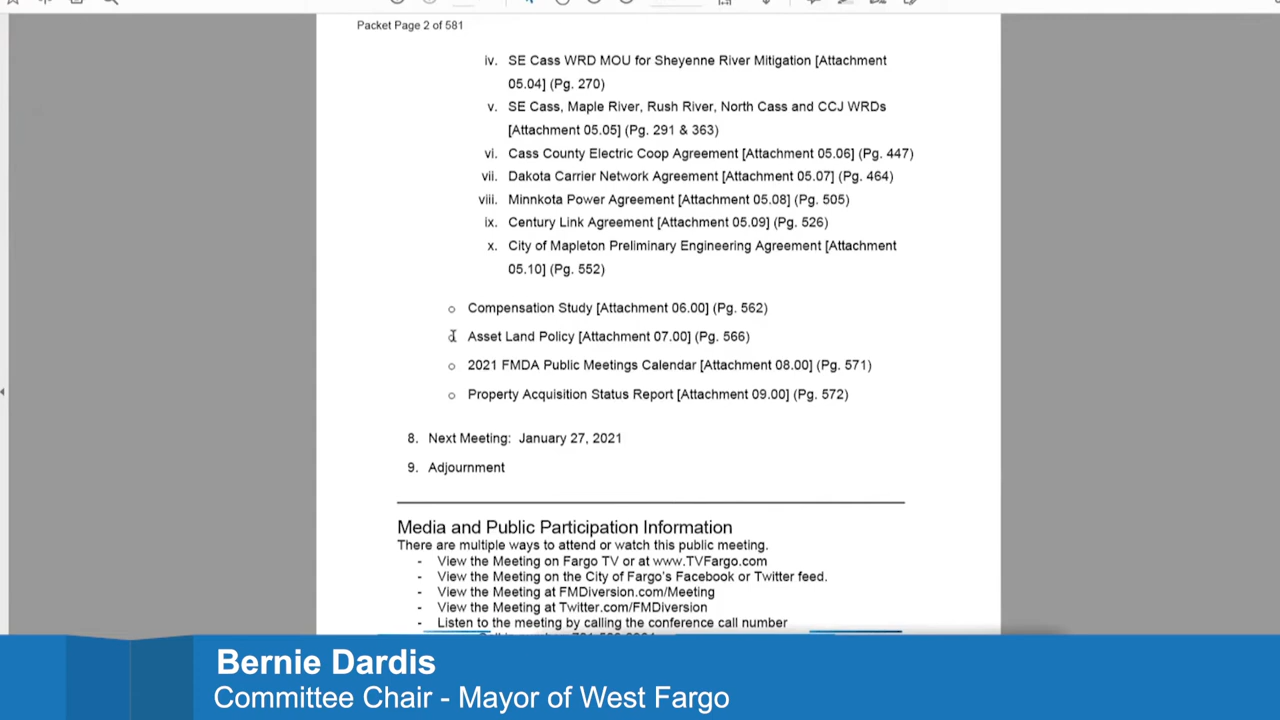 Packet Page 2 of 581
iv. SE Cass WRD MOU for Sheyenne River Mitigation [Attachment
05.04] (Pg. 270)
v. SE Cass, Maple River, Rush River, North Cass and CCJ WRDs
[Attachment 05.05] (Pg. 291 & 363)
vi. Cass County Electric Coop Agreement [Attachment 05.06] (Pg. 447)
vii. Dakota Carrier Network Agreement [Attachment 05.07] (Pg. 464)
viii. Minnkota Power Agreement [Attachment 05.08] (Pg. 505)
ix. Century Link Agreement [Attachment 05.09] (Pg. 526)
x. City of Mapleton Preliminary Engineering Agreement [Attachment
05.10] (Pg. 552)
o Compensation Study [Attachment 06.00] (Pg. 562)
o Asset Land Policy [Attachment 07.00] (Pg. 566)
o 2021 FMDA Public Meetings Calendar [Attachment 08.00] (Pg. 571)
o Property Acquisition Status Report [Attachment 09.00] (Pg. 572)
8. Next Meeting: January 27, 2021
9. Adjournment
Media and Public Participation Information
There are multiple ways to attend or watch this public meeting.
- View the Meeting on Fargo TV or at www.TVFargo.com
- View the Meeting on the City of Fargo's Facebook or Twitter feed.
- View the Meeting at FMDiversion.com/Meeting
- View the Meeting at Twitter.com/FMDiversion
- Listen to the meeting by calling the conference call number
Bernie Dardis
Committee Chair - Mayor of West Fargo